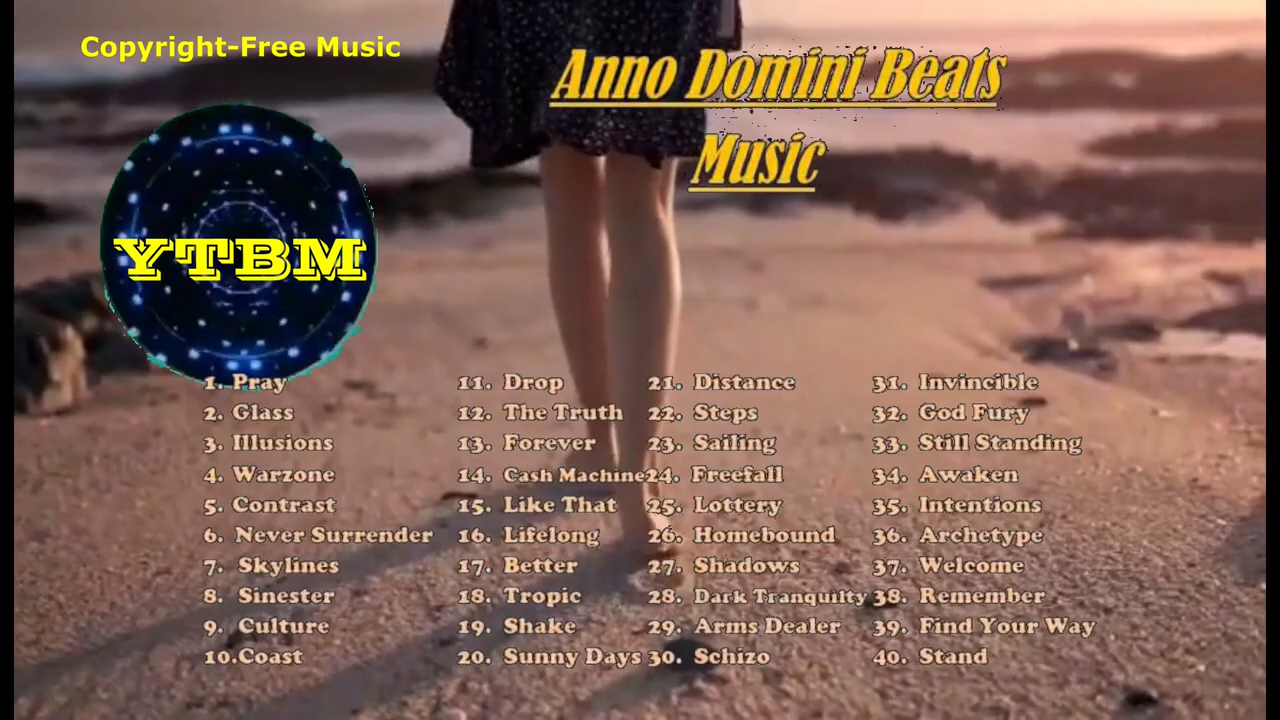 Copyright-Free Music
Anno Domini Beats
Music
YTBM
1. Pray
2. Glass
3. Illusions
4. Warzone
5. Contrast
6. Never Surrender
7. Skylines
8. Sinester
9. Culture
10.Coast
11. Drop
12. The Truth
13. Forever
14. Cash Machine
15. Like That
16. Lifelong
17. Better
18. Tropic
19. Shake
20. Sunny Days
21. Distance
22. Steps
23. Sailing
24. Freefall
25. Lottery
26. Homebound
27. Shadows
28. Dark Tranquilty
29. Arms Dealer
30. Schizo
31. Invincible
32. God Fury
33. Still Standing
34. Awaken
35. Intentions
36. Archetype
37. Welcome
38. Remember
39. Find Your Way
40. Stand